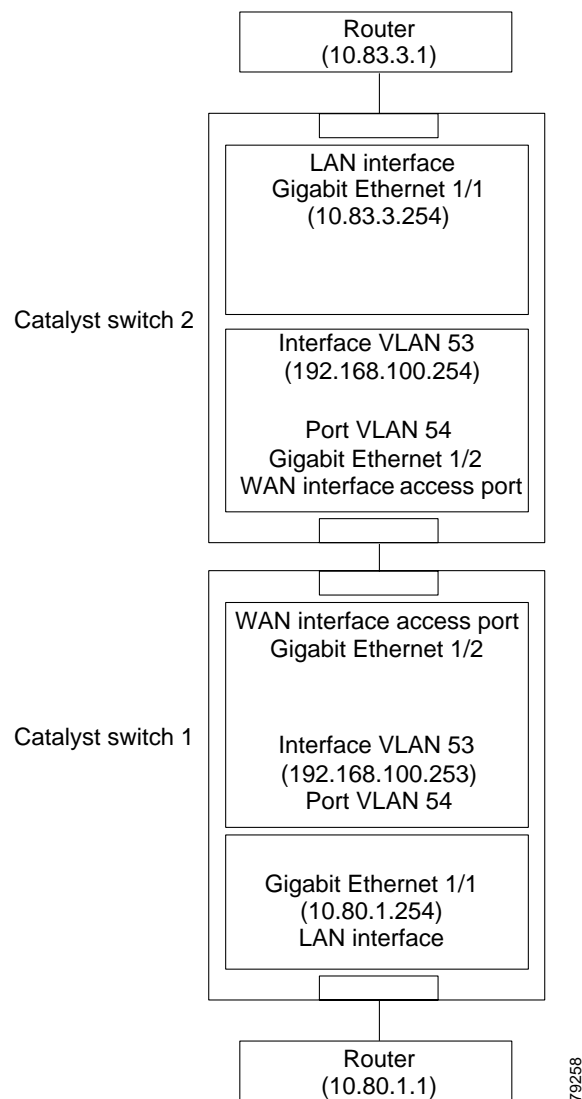 Router
(10.83.3.1)
LAN interface
Gigabit Ethernet 1/1
(10.83.3.254)
Catalyst switch 2
Interface VLAN 53
(192.168.100.254)
Port VLAN 54
Gigabit Ethernet 1/2
WAN interface access port
WAN interface access port
Gigabit Ethernet 1/2
Catalyst switch 1
Interface VLAN 53
(192.168.100.253)
Port VLAN 54
Gigabit Ethernet 1/1
(10.80.1.254)
LAN interface
Router
(10.80.1.1)
79258